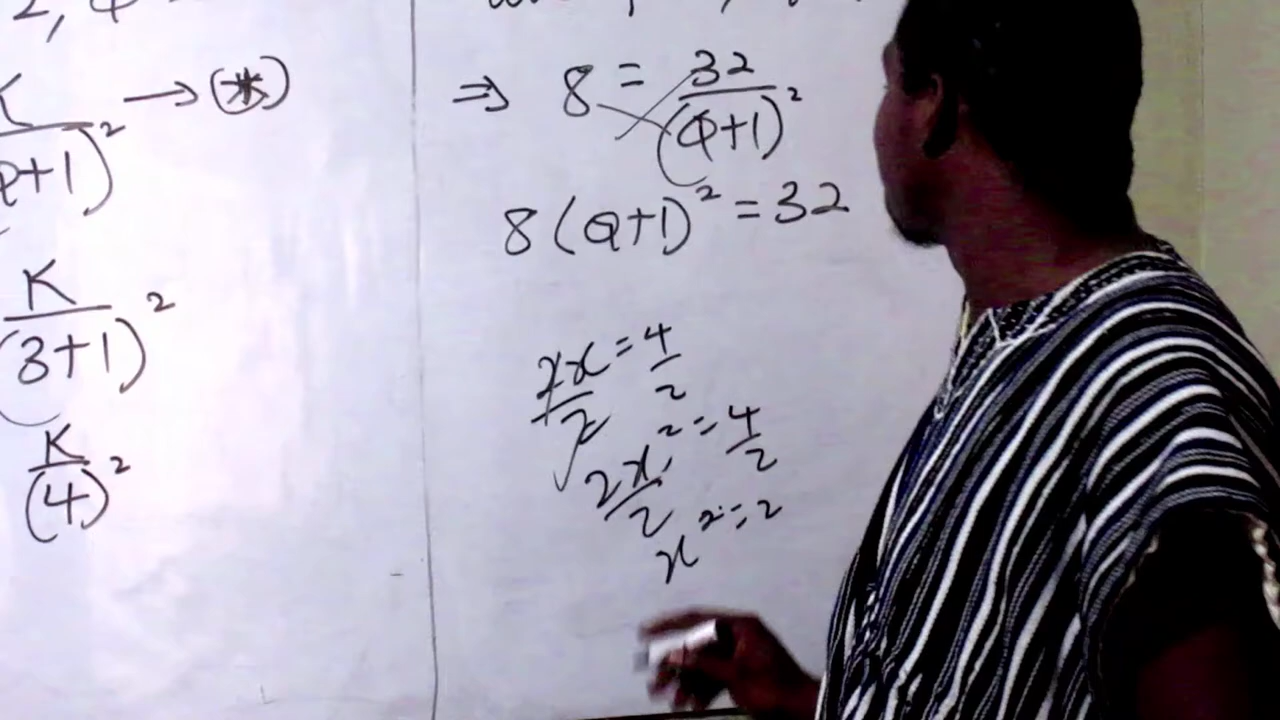 2, Q
K/(Q+1)² → (*)
K/(3+1)²
K/(4)²
⇒ 8 = 32/(Q+1)²
8(Q+1)² = 32
2x/2 = 4/2
2x²/2 = 4/2
x² = 2